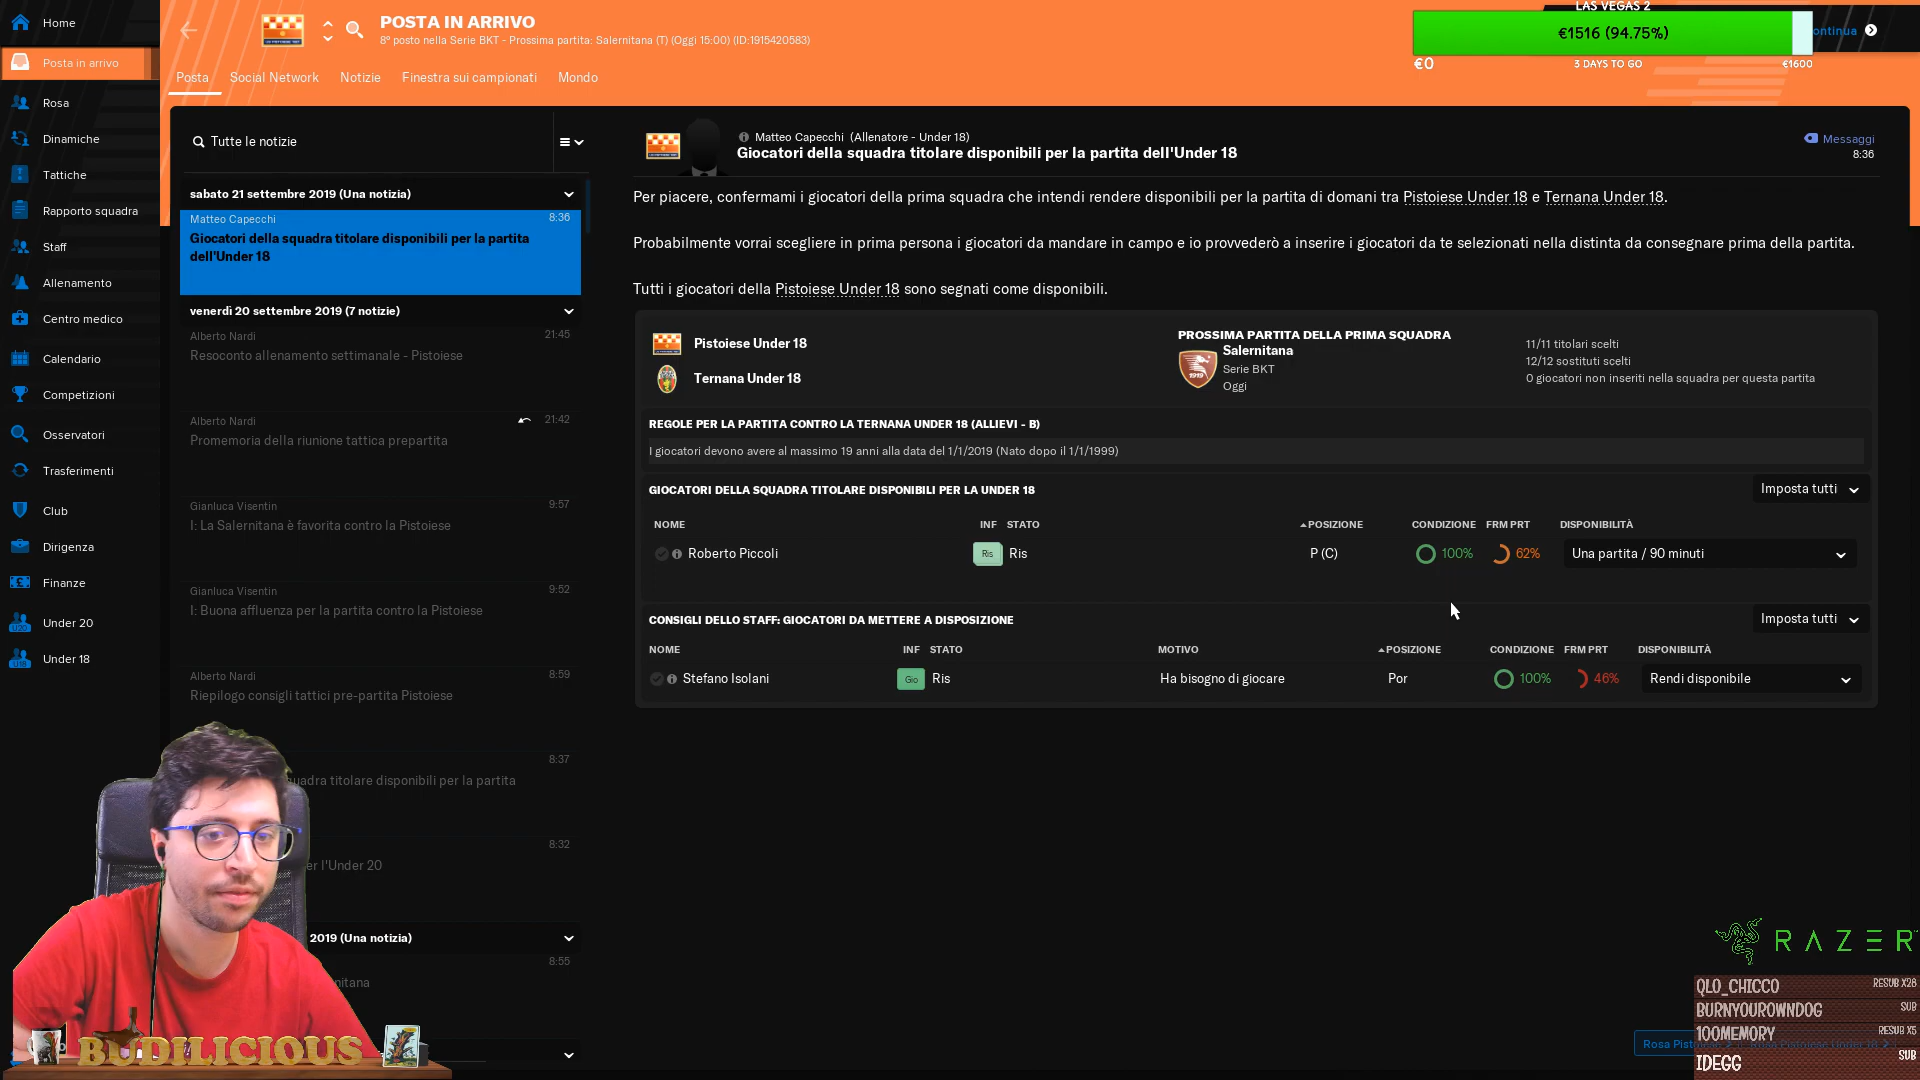 Home
Posta in arrivo
Rosa
Dinamiche
Tattiche
Rapporto squadra
Staff
Allenamento
Centro medico
Calendario
Competizioni
Osservatori
Trasferimenti
Club
Dirigenza
Finanze
Under 20
Under 18
POSTA IN ARRIVO
8° posto nella Serie BKT - Prossima partita: Salernitana (T) (Oggi 15:00) (ID:1915420583)
Posta Social Network Notizie Finestra sui campionati Mondo
LAS VEGAS 2
€1516 (94.75%)
€0 3 DAYS TO GO €1600
ontinua
Tutte le notizie
sabato 21 settembre 2019 (Una notizia)
Matteo Capecchi 8:36
Giocatori della squadra titolare disponibili per la partita
dell'Under 18
venerdì 20 settembre 2019 (7 notizie)
Alberto Nardi 21:45
Resoconto allenamento settimanale - Pistoiese
Alberto Nardi 21:42
Promemoria della riunione tattica prepartita
Gianluca Visentin 9:57
I: La Salernitana è favorita contro la Pistoiese
Gianluca Visentin 9:52
I: Buona affluenza per la partita contro la Pistoiese
Alberto Nardi 8:59
Riepilogo consigli tattici pre-partita Pistoiese
8:37
quadra titolare disponibili per la partita
8:32
er l'Under 20
2019 (Una notizia)
8:55
nitana
Matteo Capecchi (Allenatore - Under 18)
Giocatori della squadra titolare disponibili per la partita dell'Under 18
Messaggi
8:36
Per piacere, confermami i giocatori della prima squadra che intendi rendere disponibili per la partita di domani tra Pistoiese Under 18 e Ternana Under 18.
Probabilmente vorrai scegliere in prima persona i giocatori da mandare in campo e io provvederò a inserire i giocatori da te selezionati nella distinta da consegnare prima della partita.
Tutti i giocatori della Pistoiese Under 18 sono segnati come disponibili.
Pistoiese Under 18
Ternana Under 18
PROSSIMA PARTITA DELLA PRIMA SQUADRA
Salernitana
Serie BKT
Oggi
11/11 titolari scelti
12/12 sostituti scelti
0 giocatori non inseriti nella squadra per questa partita
REGOLE PER LA PARTITA CONTRO LA TERNANA UNDER 18 (ALLIEVI - B)
I giocatori devono avere al massimo 19 anni alla data del 1/1/2019 (Nato dopo il 1/1/1999)
GIOCATORI DELLA SQUADRA TITOLARE DISPONIBILI PER LA UNDER 18 Imposta tutti
NOME INF STATO POSIZIONE CONDIZIONE FRM PRT DISPONIBILITÀ
Roberto Piccoli Ris Ris P (C) 100% 62% Una partita / 90 minuti
CONSIGLI DELLO STAFF: GIOCATORI DA METTERE A DISPOSIZIONE Imposta tutti
NOME INF STATO MOTIVO POSIZIONE CONDIZIONE FRM PRT DISPONIBILITÀ
Stefano Isolani Gio Ris Ha bisogno di giocare Por 100% 46% Rendi disponibile
RAZER
QLO_CHICCO RESUB X26
BURNYOUROWNDOG SUB
100MEMORY RESUB X5
IDEGG SUB
Rosa Pist
BUDILICIOUS